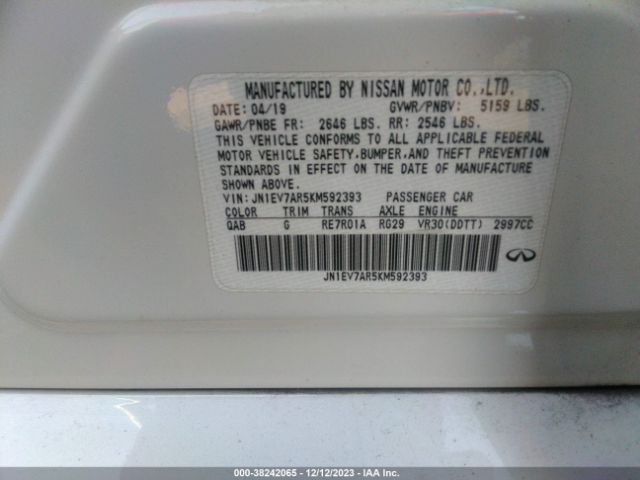 MANUFACTURED BY NISSAN MOTOR CO.,LTD.
DATE: 04/19 GVWR/PNBV: 5159 LBS.
GAWR/PNBE FR: 2646 LBS. RR: 2546 LBS.
THIS VEHICLE CONFORMS TO ALL APPLICABLE FEDERAL
MOTOR VEHICLE SAFETY,BUMPER,AND THEFT PREVENTION
STANDARDS IN EFFECT ON THE DATE OF MANUFACTURE
SHOWN ABOVE.
VIN: JN1EV7AR5KM592393 PASSENGER CAR
COLOR TRIM TRANS AXLE ENGINE
QAB G RE7R01A RG29 VR30(DDTT) 2997CC
JN1EV7AR5KM592393
000-38242065 • 12/12/2023 • IAA Inc.